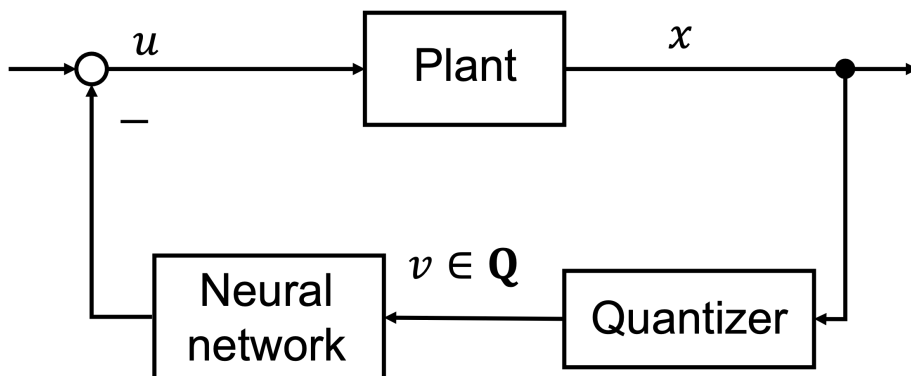 u
Plant
x
−
Neural
network
v ∈ Q
Quantizer